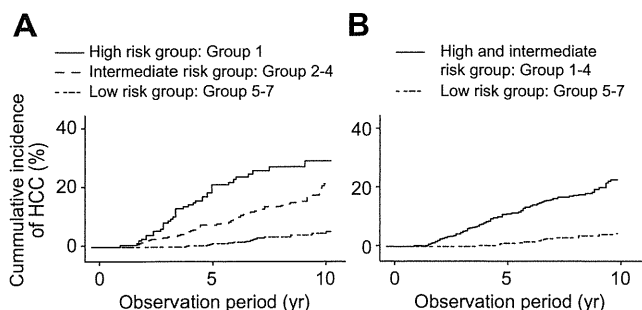 A
High risk group: Group 1
Intermediate risk group: Group 2-4
Low risk group: Group 5-7
Cummulative incidence
of HCC (%)
40
20
0
0
5
10
Observation period (yr)
B
High and intermediate
risk group: Group 1-4
Low risk group: Group 5-7
40
20
0
0
5
10
Observation period (yr)